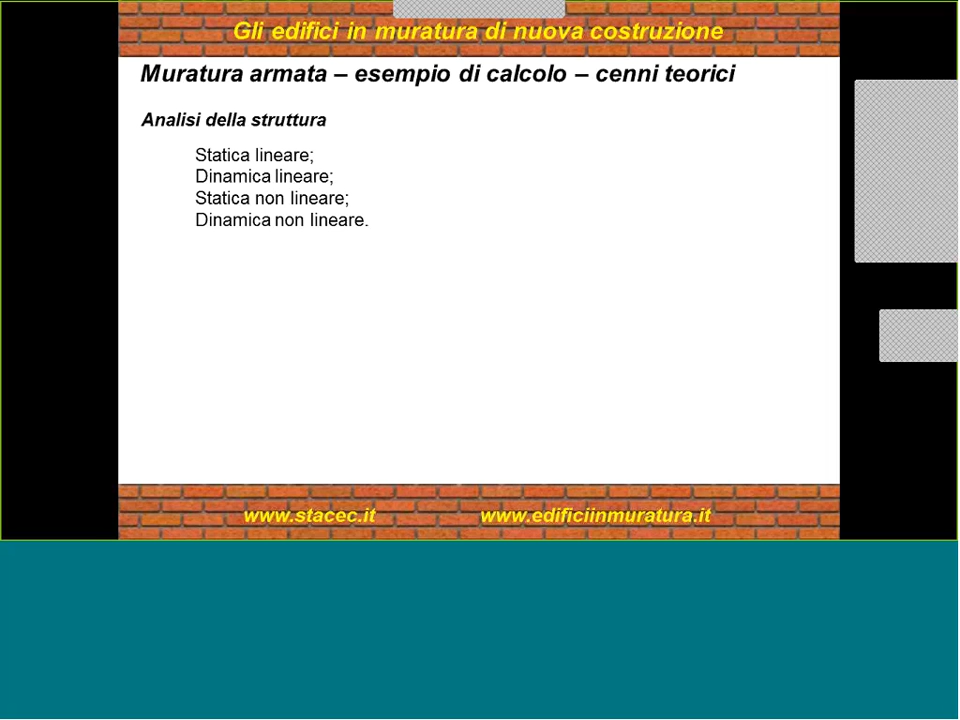 Gli edifici in muratura di nuova costruzione
Muratura armata – esempio di calcolo – cenni teorici
Analisi della struttura
Statica lineare;
Dinamica lineare;
Statica non lineare;
Dinamica non lineare.
www.stacec.it www.edificiinmuratura.it